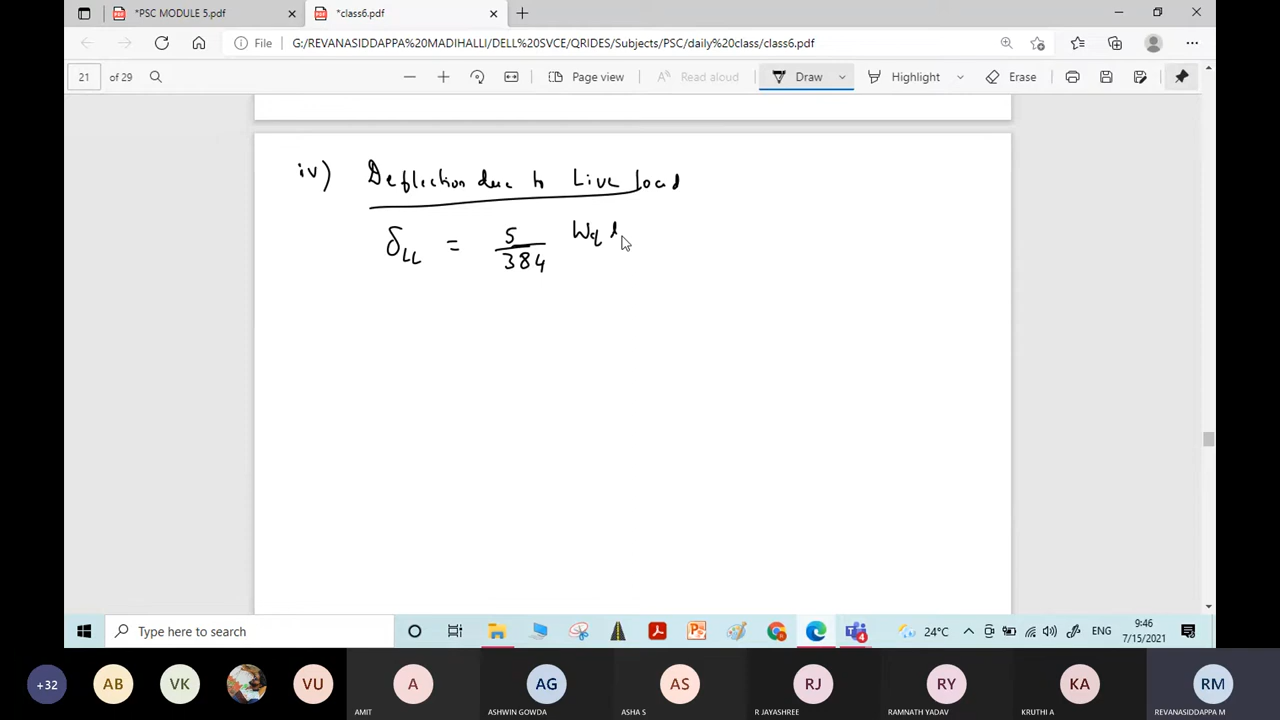 *PSC MODULE 5.pdf
*class6.pdf
File G:/REVANASIDDAPPA%20MADIHALLI/DELL%20SVCE/QRIDES/Subjects/PSC/daily%20class/class6.pdf
21 of 29 Page view Read aloud Draw Highlight Erase
iv) Deflection due to Live load
δLL = 5/384 Wq l
Type here to search
4
24°C
ENG
9:46
7/15/2021
+32 AB VK VU A AG AS RJ RY KA RM
AMIT ASHWIN GOWDA ASHA S R JAYASHREE RAMNATH YADAV KRUTHI A REVANASIDDAPPA M